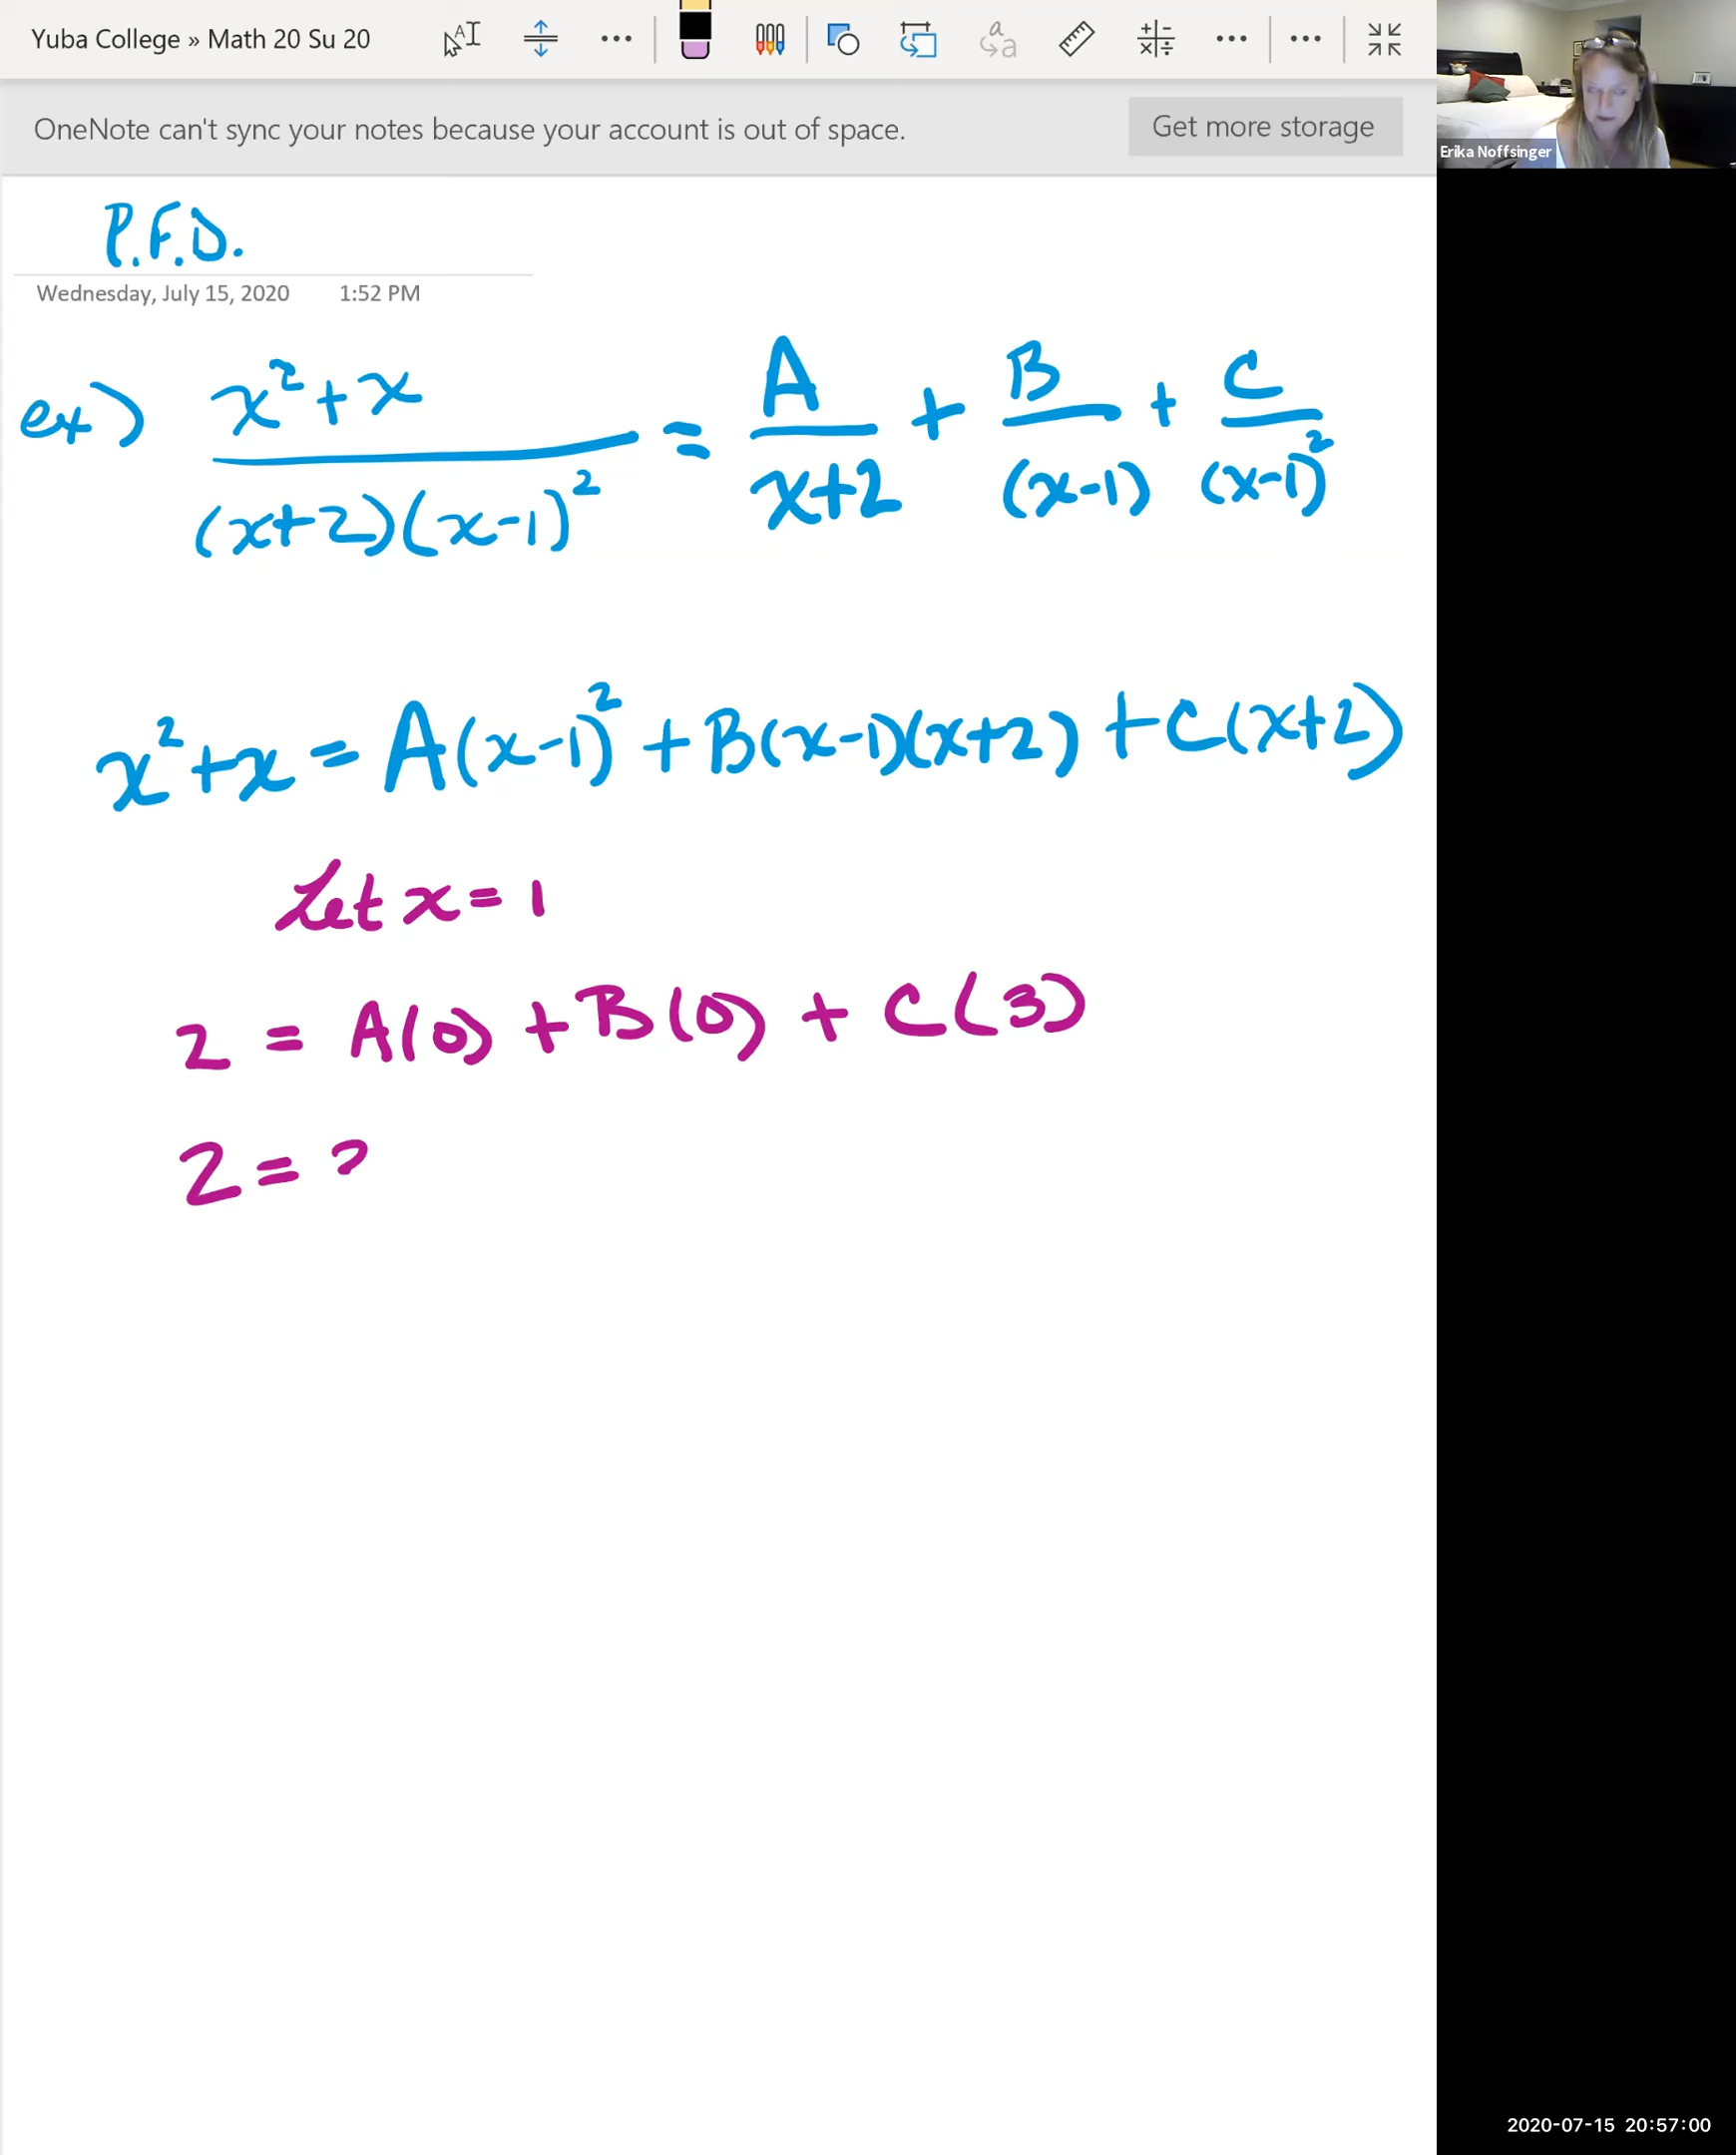 Yuba College » Math 20 Su 20
OneNote can't sync your notes because your account is out of space.
Get more storage
Erika Noffsinger
P.F.D.
Wednesday, July 15, 2020 1:52 PM
ex) (x²+x)/((x+2)(x-1)²) = A/(x+2) + B/(x-1) + C/(x-1)²
x²+x = A(x-1)² + B(x-1)(x+2) + C(x+2)
Let x = 1
2 = A(0) + B(0) + C(3)
2 =
2020-07-15 20:57:00